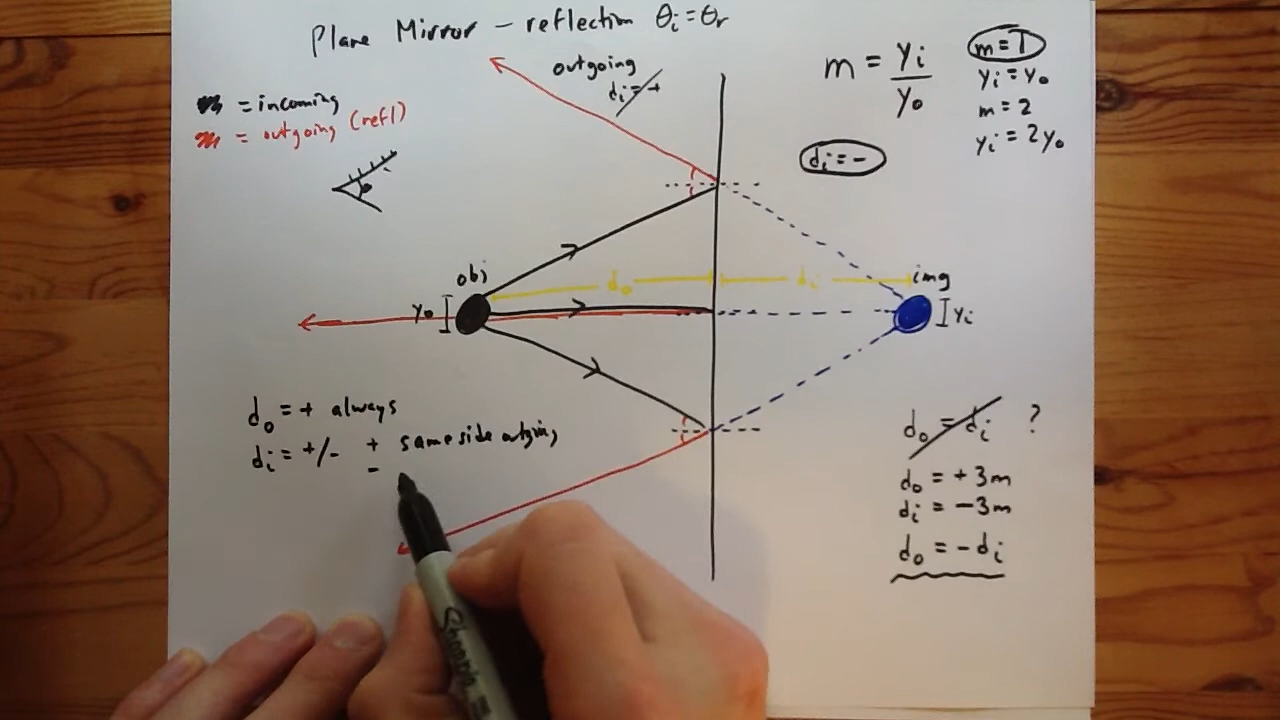 Plane Mirror – reflection θi = θr
= incoming
= outgoing (refl)
outgoing
di = +
m = yi/yo
m = 1
yi = yo
m = 2
yi = 2yo
di = -
obj
do
di
img
yo
yi
do = + always
di = +/- + same side outgoing
-
do = di ?
do = + 3m
di = - 3m
do = - di
Sharpie